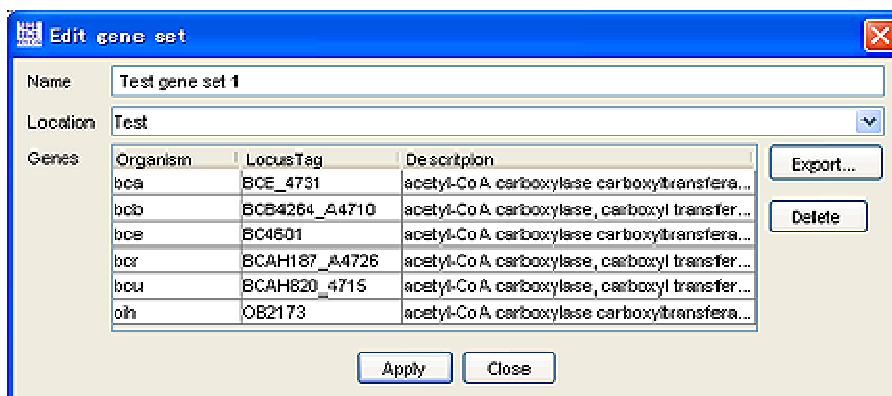 Edit gene set
Name Test gene set 1
Location Test
Genes Organism LocusTag Descritpion Export...
bca BCE_4731 acetyl-CoA carboxylase carboxyltransfera...
bcb BCB4264_A4710 acetyl-CoA carboxylase, carboxyl transfer...
bce BC4601 acetyl-CoA carboxylase carboxyltransfera...
bcr BCAH187_A4726 acetyl-CoA carboxylase, carboxyl transfer...
bcu BCAH820_4715 acetyl-CoA carboxylase, carboxyl transfer...
oih OB2173 acetyl-CoA carboxylase carboxyltransfera...
Delete
Apply Close